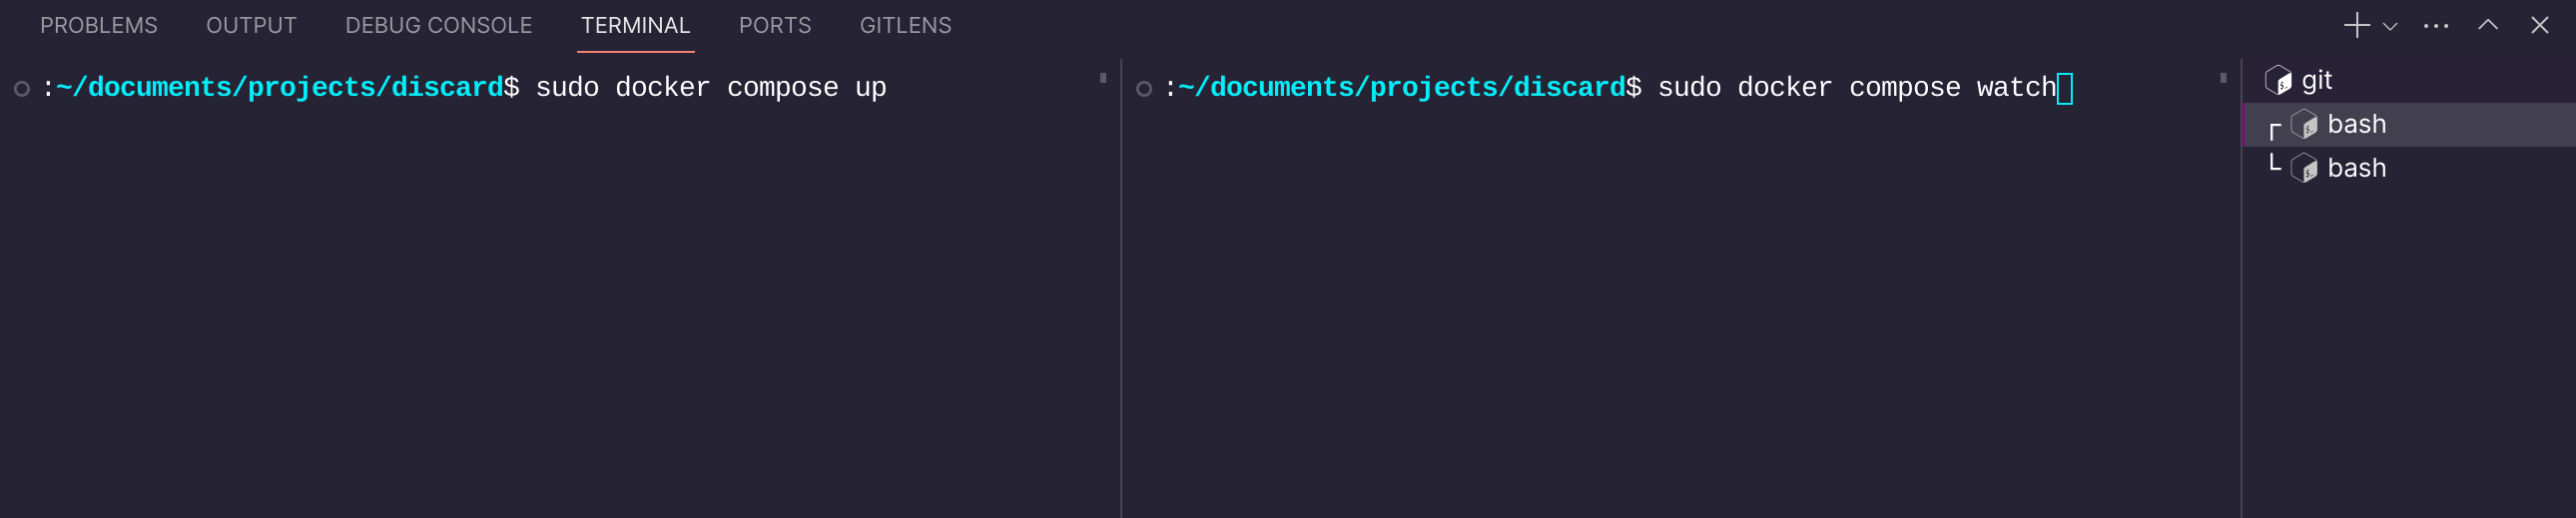 PROBLEMS OUTPUT DEBUG CONSOLE TERMINAL PORTS GITLENS
:~/documents/projects/discard$ sudo docker compose up
:~/documents/projects/discard$ sudo docker compose watch
git
bash
bash